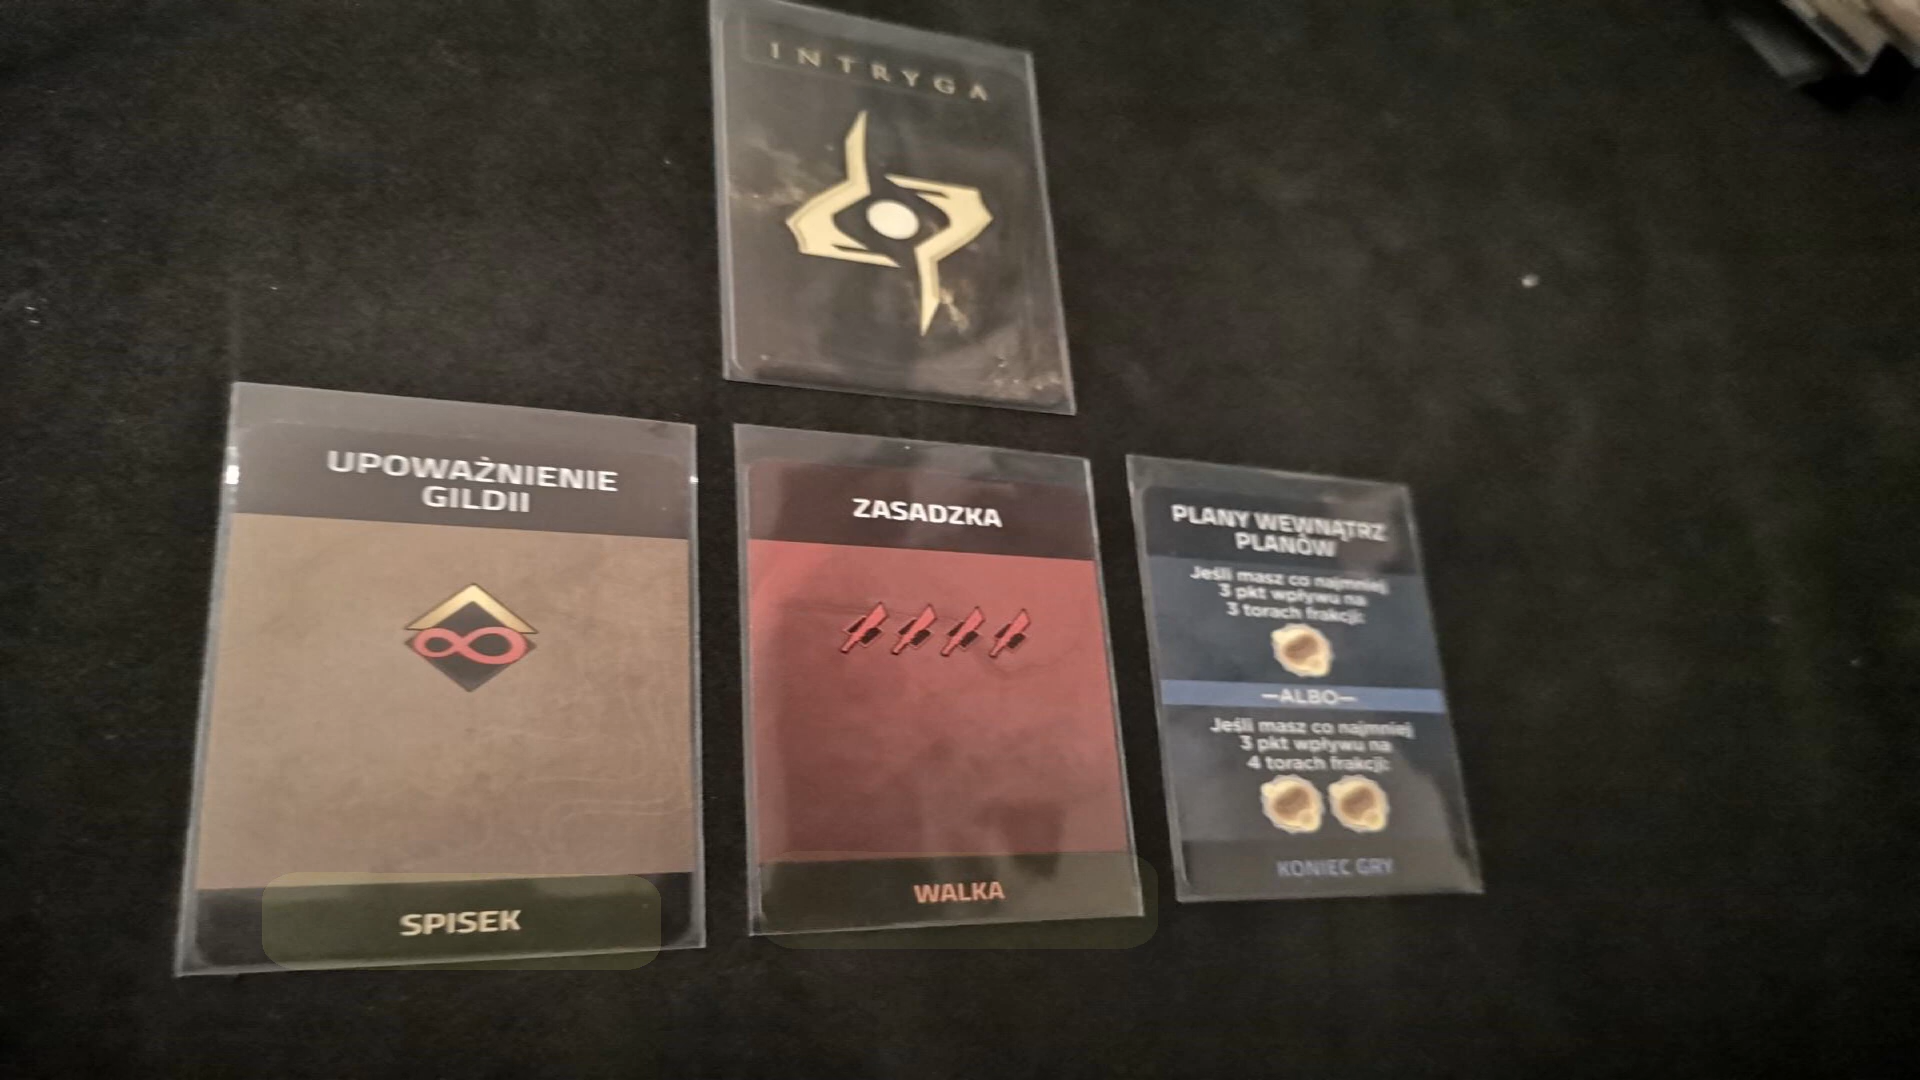 INTRYGA
UPOWAŻNIENIE
GILDII
SPISEK
ZASADZKA
WALKA
PLANY WEWNĄTRZ
PLANÓW
Jeśli masz co najmniej
3 pkt wpływu na
3 torach frakcji:
—ALBO—
Jeśli masz co najmniej
3 pkt wpływu na
4 torach frakcji:
KONIEC GRY